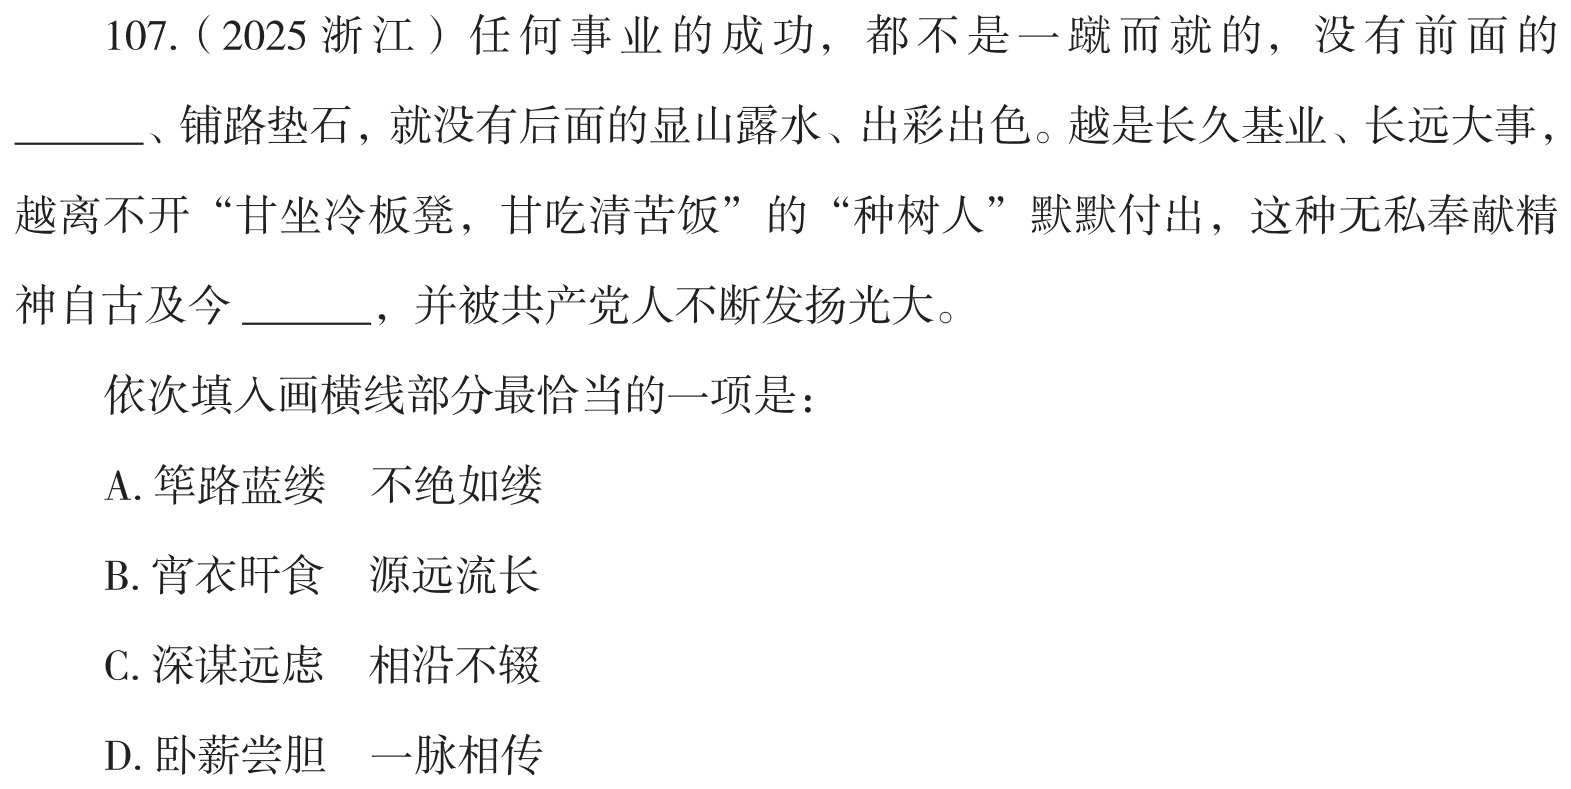 107.（2025 浙江）任何事业的成功，都不是一蹴而就的，没有前面的
______、铺路垫石，就没有后面的显山露水、出彩出色。越是长久基业、长远大事，
越离不开“甘坐冷板凳，甘吃清苦饭”的“种树人”默默付出，这种无私奉献精
神自古及今 ______，并被共产党人不断发扬光大。
依次填入画横线部分最恰当的一项是：
A. 筚路蓝缕　不绝如缕
B. 宵衣旰食　源远流长
C. 深谋远虑　相沿不辍
D. 卧薪尝胆　一脉相传